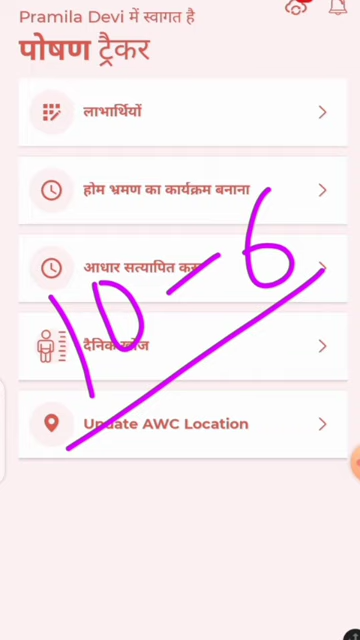 Pramila Devi में स्वागत है
पोषण ट्रैकर
लाभार्थियों
होम भ्रमण का कार्यक्रम बनाना
आधार सत्यापित
दैनिक खोज
Update AWC Location
10 - 6